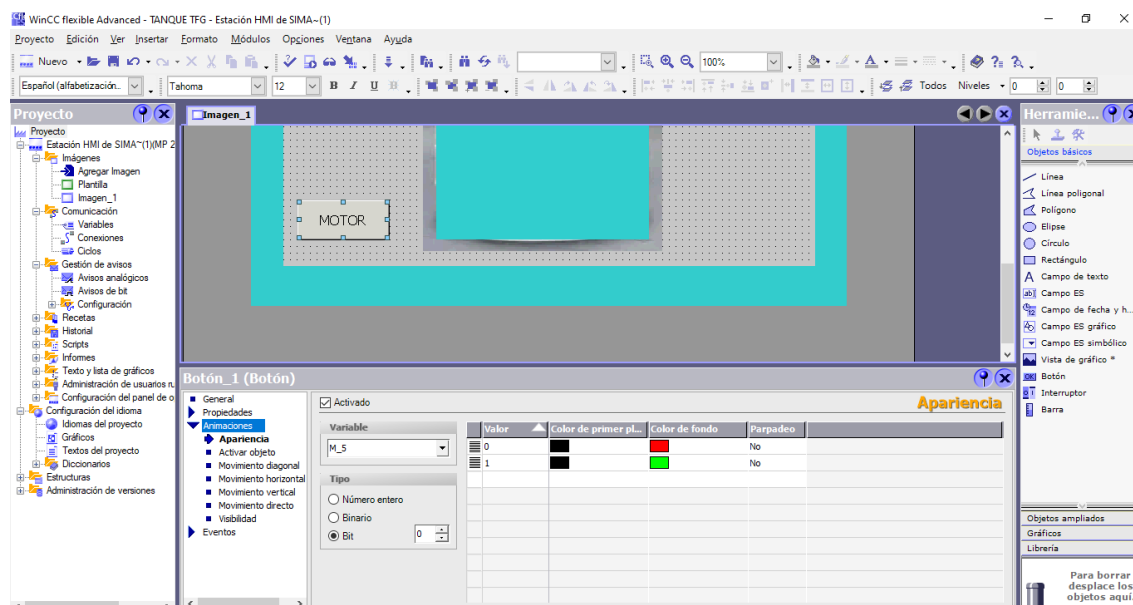 WinCC flexible Advanced - TANQUE TFG - Estación HMI de SIMA~(1)
Proyecto Edición Ver Insertar Formato Módulos Opciones Ventana Ayuda
Nuevo 100%
Español (alfabetización.. Tahoma 12 B I U Todos Niveles 0 0
Proyecto
Proyecto
Estación HMI de SIMA~(1)(MP 2
Imágenes
Agregar Imagen
Plantilla
Imagen_1
Comunicación
Variables
Conexiones
Ciclos
Gestión de avisos
Avisos analógicos
Avisos de bit
Configuración
Recetas
Historial
Scripts
Informes
Texto y lista de gráficos
Administración de usuarios ru
Configuración del panel de o
Configuración del idioma
Idiomas del proyecto
Gráficos
Textos del proyecto
Diccionarios
Estructuras
Administración de versiones
Imagen_1
MOTOR
Botón_1 (Botón)
General
Propiedades
Animaciones
Apariencia
Activar objeto
Movimiento diagonal
Movimiento horizontal
Movimiento vertical
Movimiento directo
Visibilidad
Eventos
Activado
Apariencia
Variable
M_5
Tipo
Número entero
Binario
Bit 0
Valor Color de primer pl... Color de fondo Parpadeo
0 No
1 No
Herramie...
Objetos básicos
Línea
Línea poligonal
Polígono
Elipse
Círculo
Rectángulo
A Campo de texto
Campo ES
Campo de fecha y h...
Campo ES gráfico
Campo ES simbólico
Vista de gráfico *
OK Botón
Interruptor
Barra
Objetos ampliados
Gráficos
Librería
Para borrar
desplace los
objetos aquí.